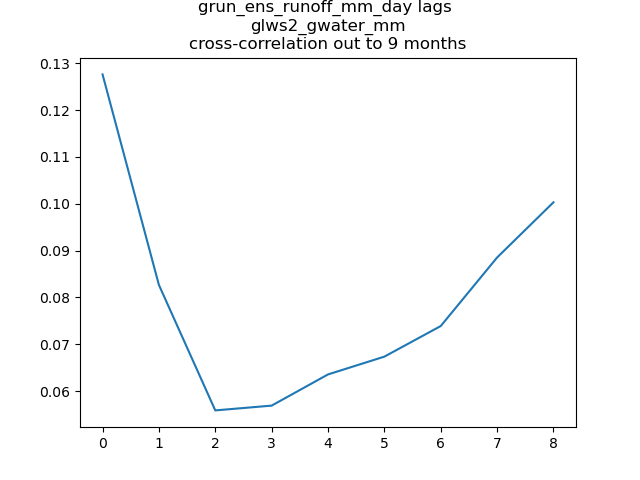 grun_ens_runoff_mm_day lags
glws2_gwater_mm
cross-correlation out to 9 months
0.13
0.12
0.11
0.10
0.09
0.08
0.07
0.06
0 1 2 3 4 5 6 7 8